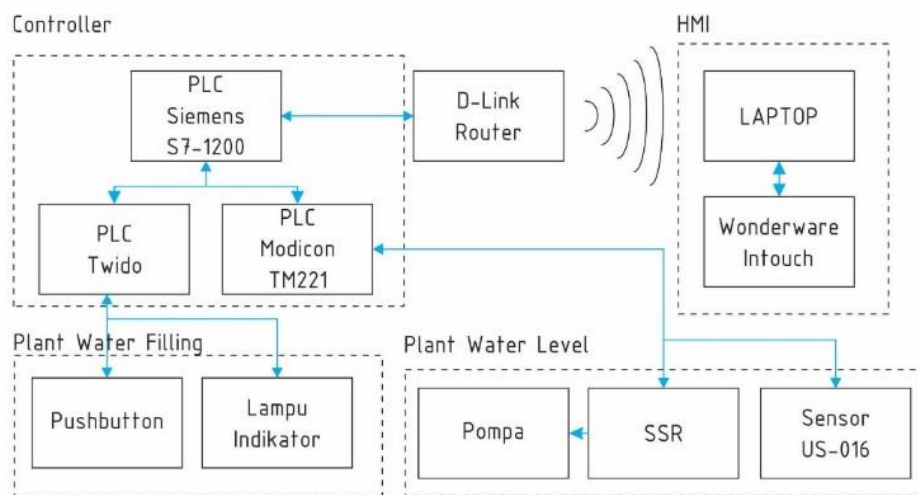 Controller
HMI
PLC
Siemens
S7-1200
D-Link
Router
LAPTOP
PLC
Twido
PLC
Modicon
TM221
Wonderware
Intouch
Plant Water Filling
Plant Water Level
Pushbutton
Lampu
Indikator
Pompa
SSR
Sensor
US-016